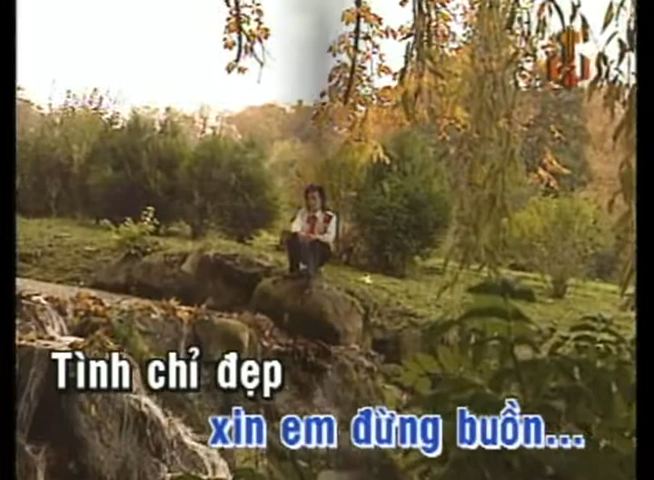 Tình chỉ đẹp
xin em đừng buồn...